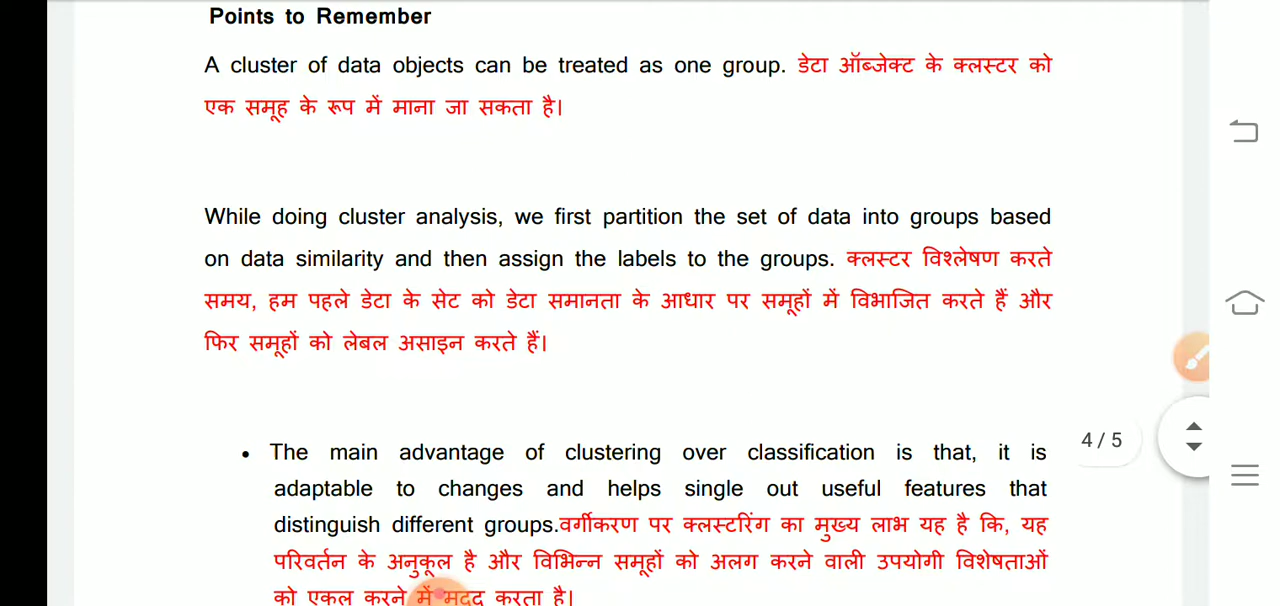 Points to Remember
A cluster of data objects can be treated as one group. डेटा ऑब्जेक्ट के क्लस्टर को
एक समूह के रूप में माना जा सकता है।
While doing cluster analysis, we first partition the set of data into groups based
on data similarity and then assign the labels to the groups. क्लस्टर विश्लेषण करते
समय, हम पहले डेटा के सेट को डेटा समानता के आधार पर समूहों में विभाजित करते हैं और
फिर समूहों को लेबल असाइन करते हैं।
• The main advantage of clustering over classification is that, it is
adaptable to changes and helps single out useful features that
distinguish different groups.वर्गीकरण पर क्लस्टरिंग का मुख्य लाभ यह है कि, यह
परिवर्तन के अनुकूल है और विभिन्न समूहों को अलग करने वाली उपयोगी विशेषताओं
को एकल करने में मदद करता है।
4 / 5